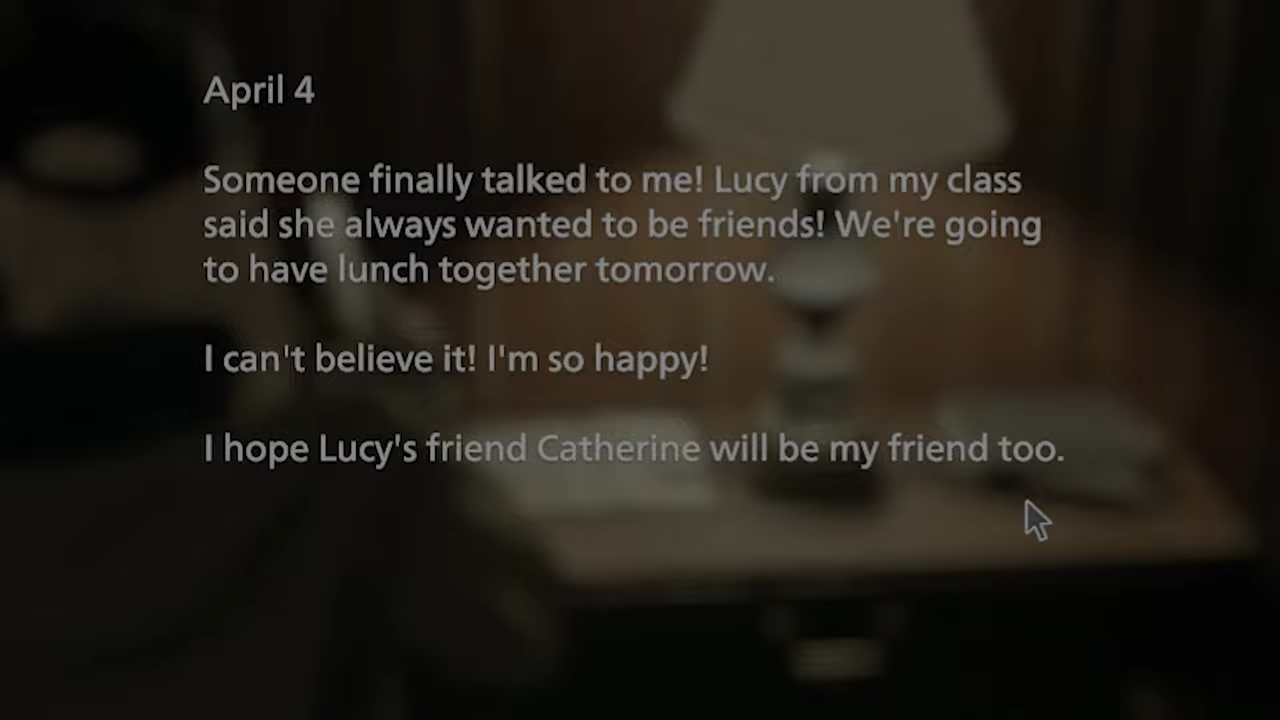 April 4
Someone finally talked to me! Lucy from my class
said she always wanted to be friends! We're going
to have lunch together tomorrow.
I can't believe it! I'm so happy!
I hope Lucy's friend Catherine will be my friend too.